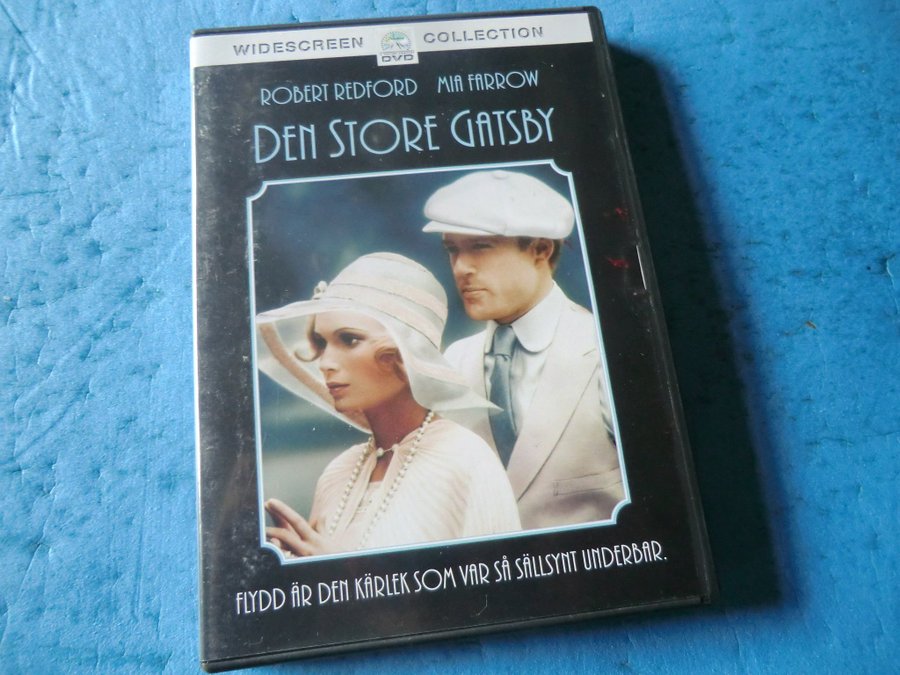 WIDESCREEN DVD COLLECTION
ROBERT REDFORD MIA FARROW
DEN STORE GATSBY
FLYDD ÄR DEN KÄRLEK SOM VAR SÅ SÄLLSYNT UNDERBAR.